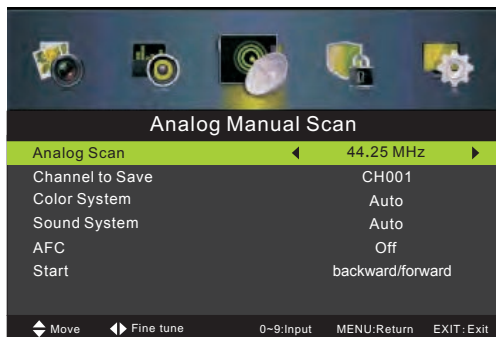 Analog Manual Scan
Analog Scan 44.25 MHz
Channel to Save CH001
Color System Auto
Sound System Auto
AFC Off
Start backward/forward
Move Fine tune 0~9:Input MENU:Return EXIT:Exit